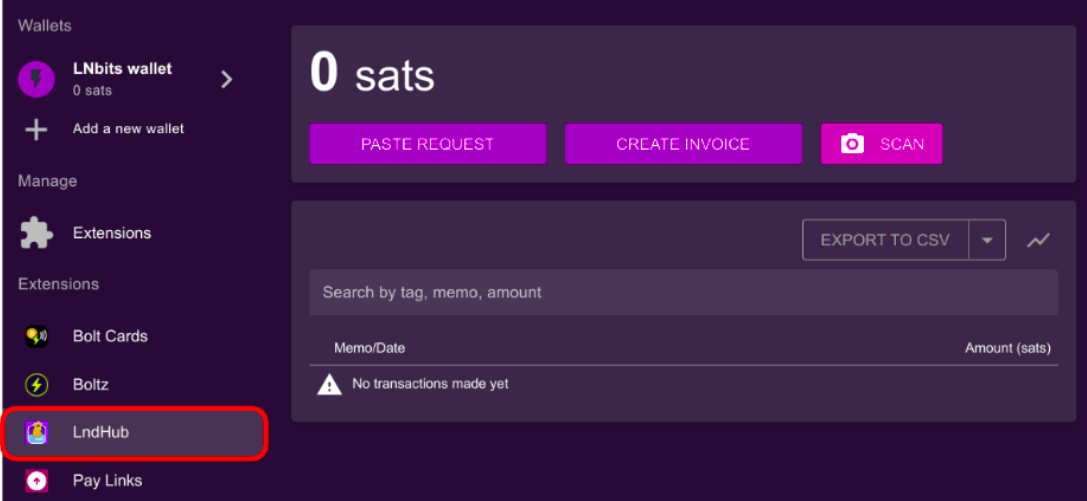 Wallets
LNbits wallet
0 sats
Add a new wallet
Manage
Extensions
Extensions
Bolt Cards
Boltz
LndHub
Pay Links
0 sats
PASTE REQUEST
CREATE INVOICE
SCAN
EXPORT TO CSV
Search by tag, memo, amount
Memo/Date Amount (sats)
No transactions made yet